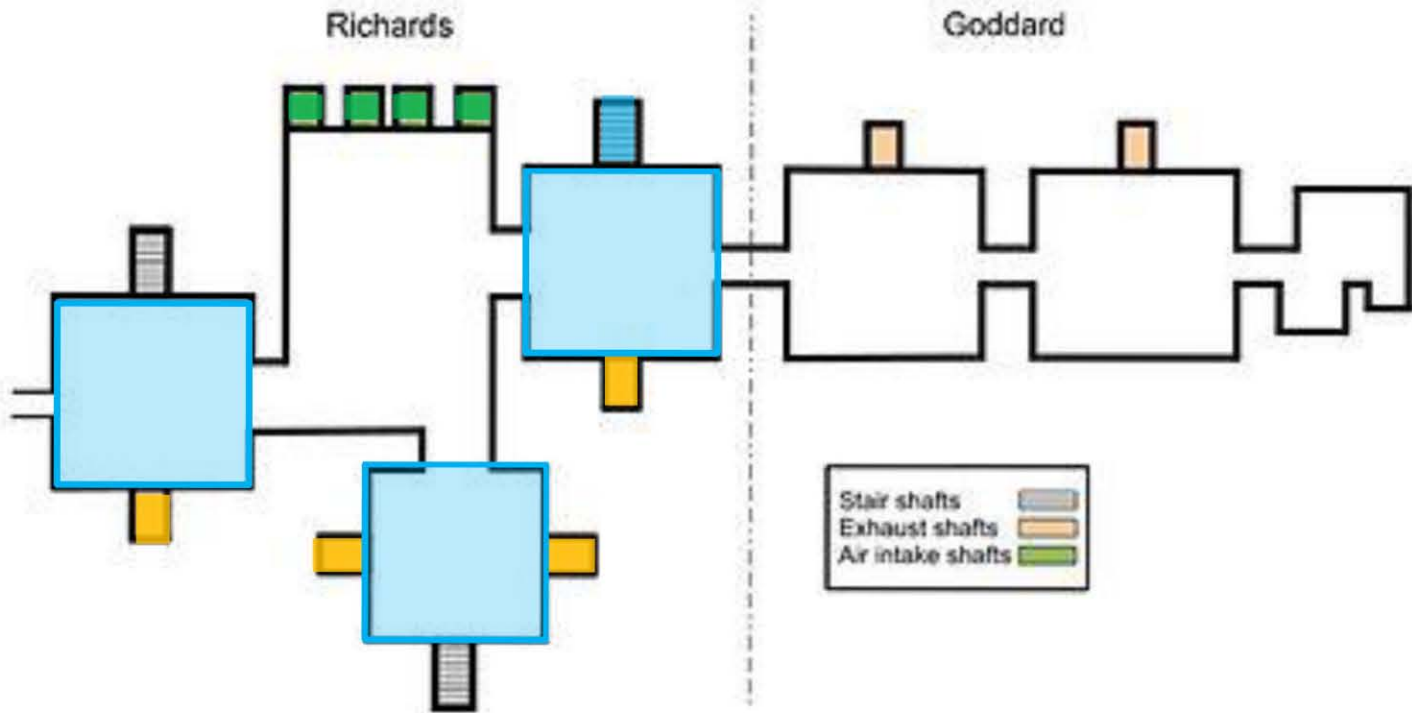 Richards
Goddard
Stair shafts
Exhaust shafts
Air intake shafts